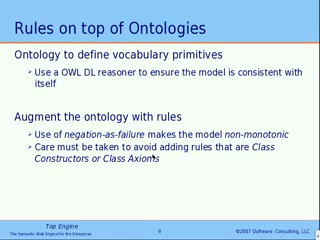 Rules on top of Ontologies
Ontology to define vocabulary primitives
Use a OWL DL reasoner to ensure the model is consistent with
itself
Augment the ontology with rules
Use of negation-as-failure makes the model non-monotonic
Care must be taken to avoid adding rules that are Class
Constructors or Class Axioms
Top Engine
The Semantic Web Engine for the Enterprise
9
©2007 Dufresne Consulting, LLC